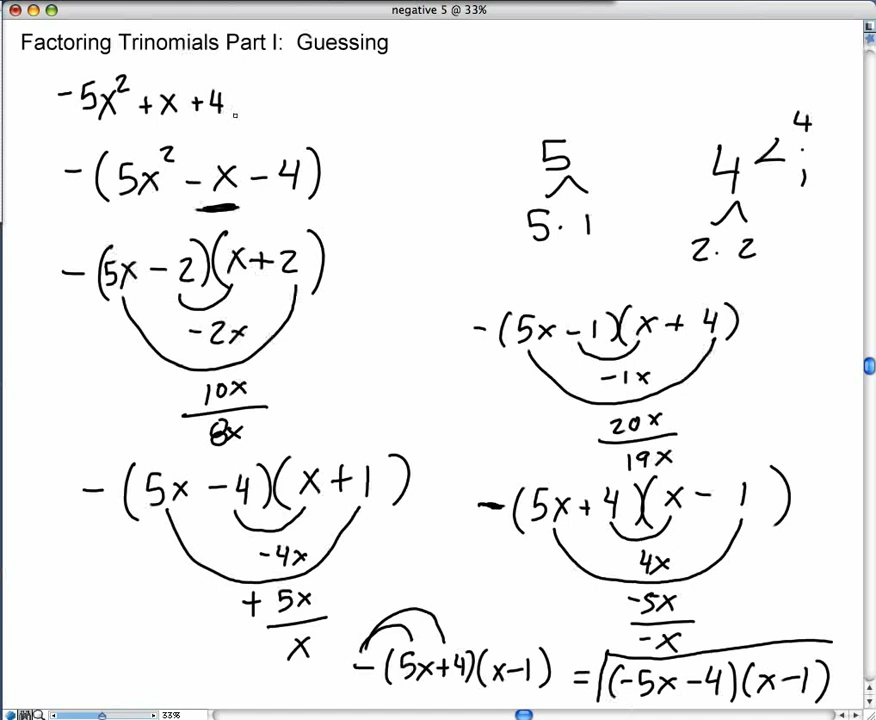 negative 5 @ 33%
Factoring Trinomials Part I: Guessing
-5x² + x + 4
-(5x² - x - 4)
5
5 · 1
4 < 4 · 1
2 · 2
-(5x - 2)(x + 2)
-2x
10x
8x
-(5x - 1)(x + 4)
-1x
20x
19x
-(5x - 4)(x + 1)
-4x
+ 5x
x
-(5x + 4)(x - 1)
4x
-5x
-x
-(5x+4)(x-1) = (-5x-4)(x-1)
33%